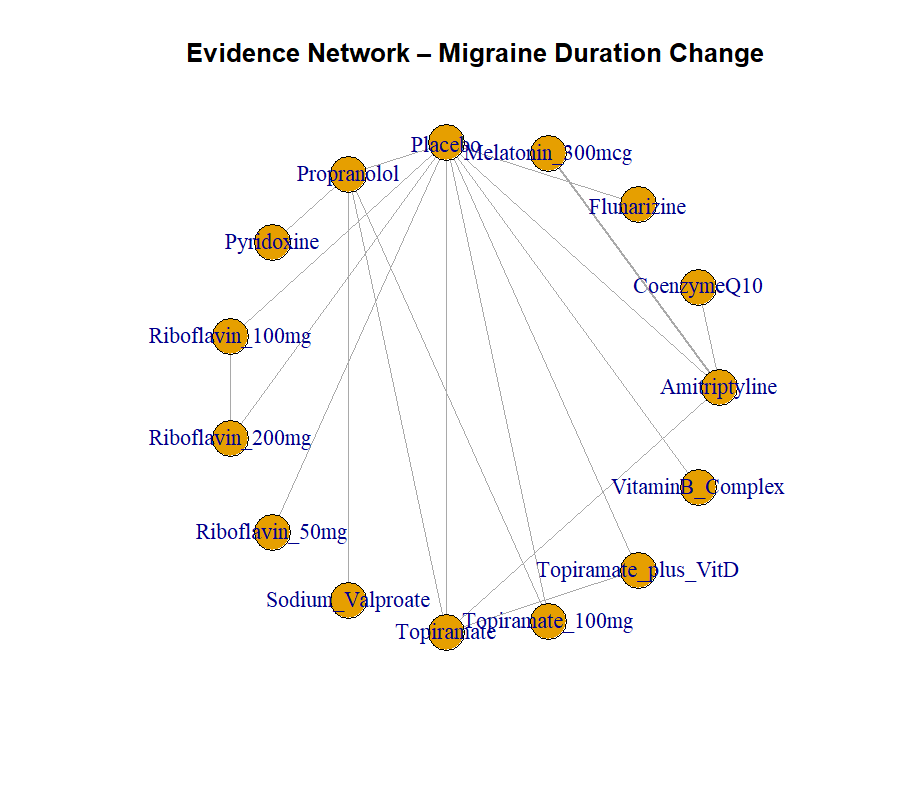 Evidence Network – Migraine Duration Change
Placebo
Melatonin_300mcg
Propranolol
Flunarizine
Pyridoxine
CoenzymeQ10
Riboflavin_100mg
Amitriptyline
Riboflavin_200mg
VitaminB_Complex
Riboflavin_50mg
Topiramate_plus_VitD
Sodium_Valproate
Topiramate_100mg
Topiramate